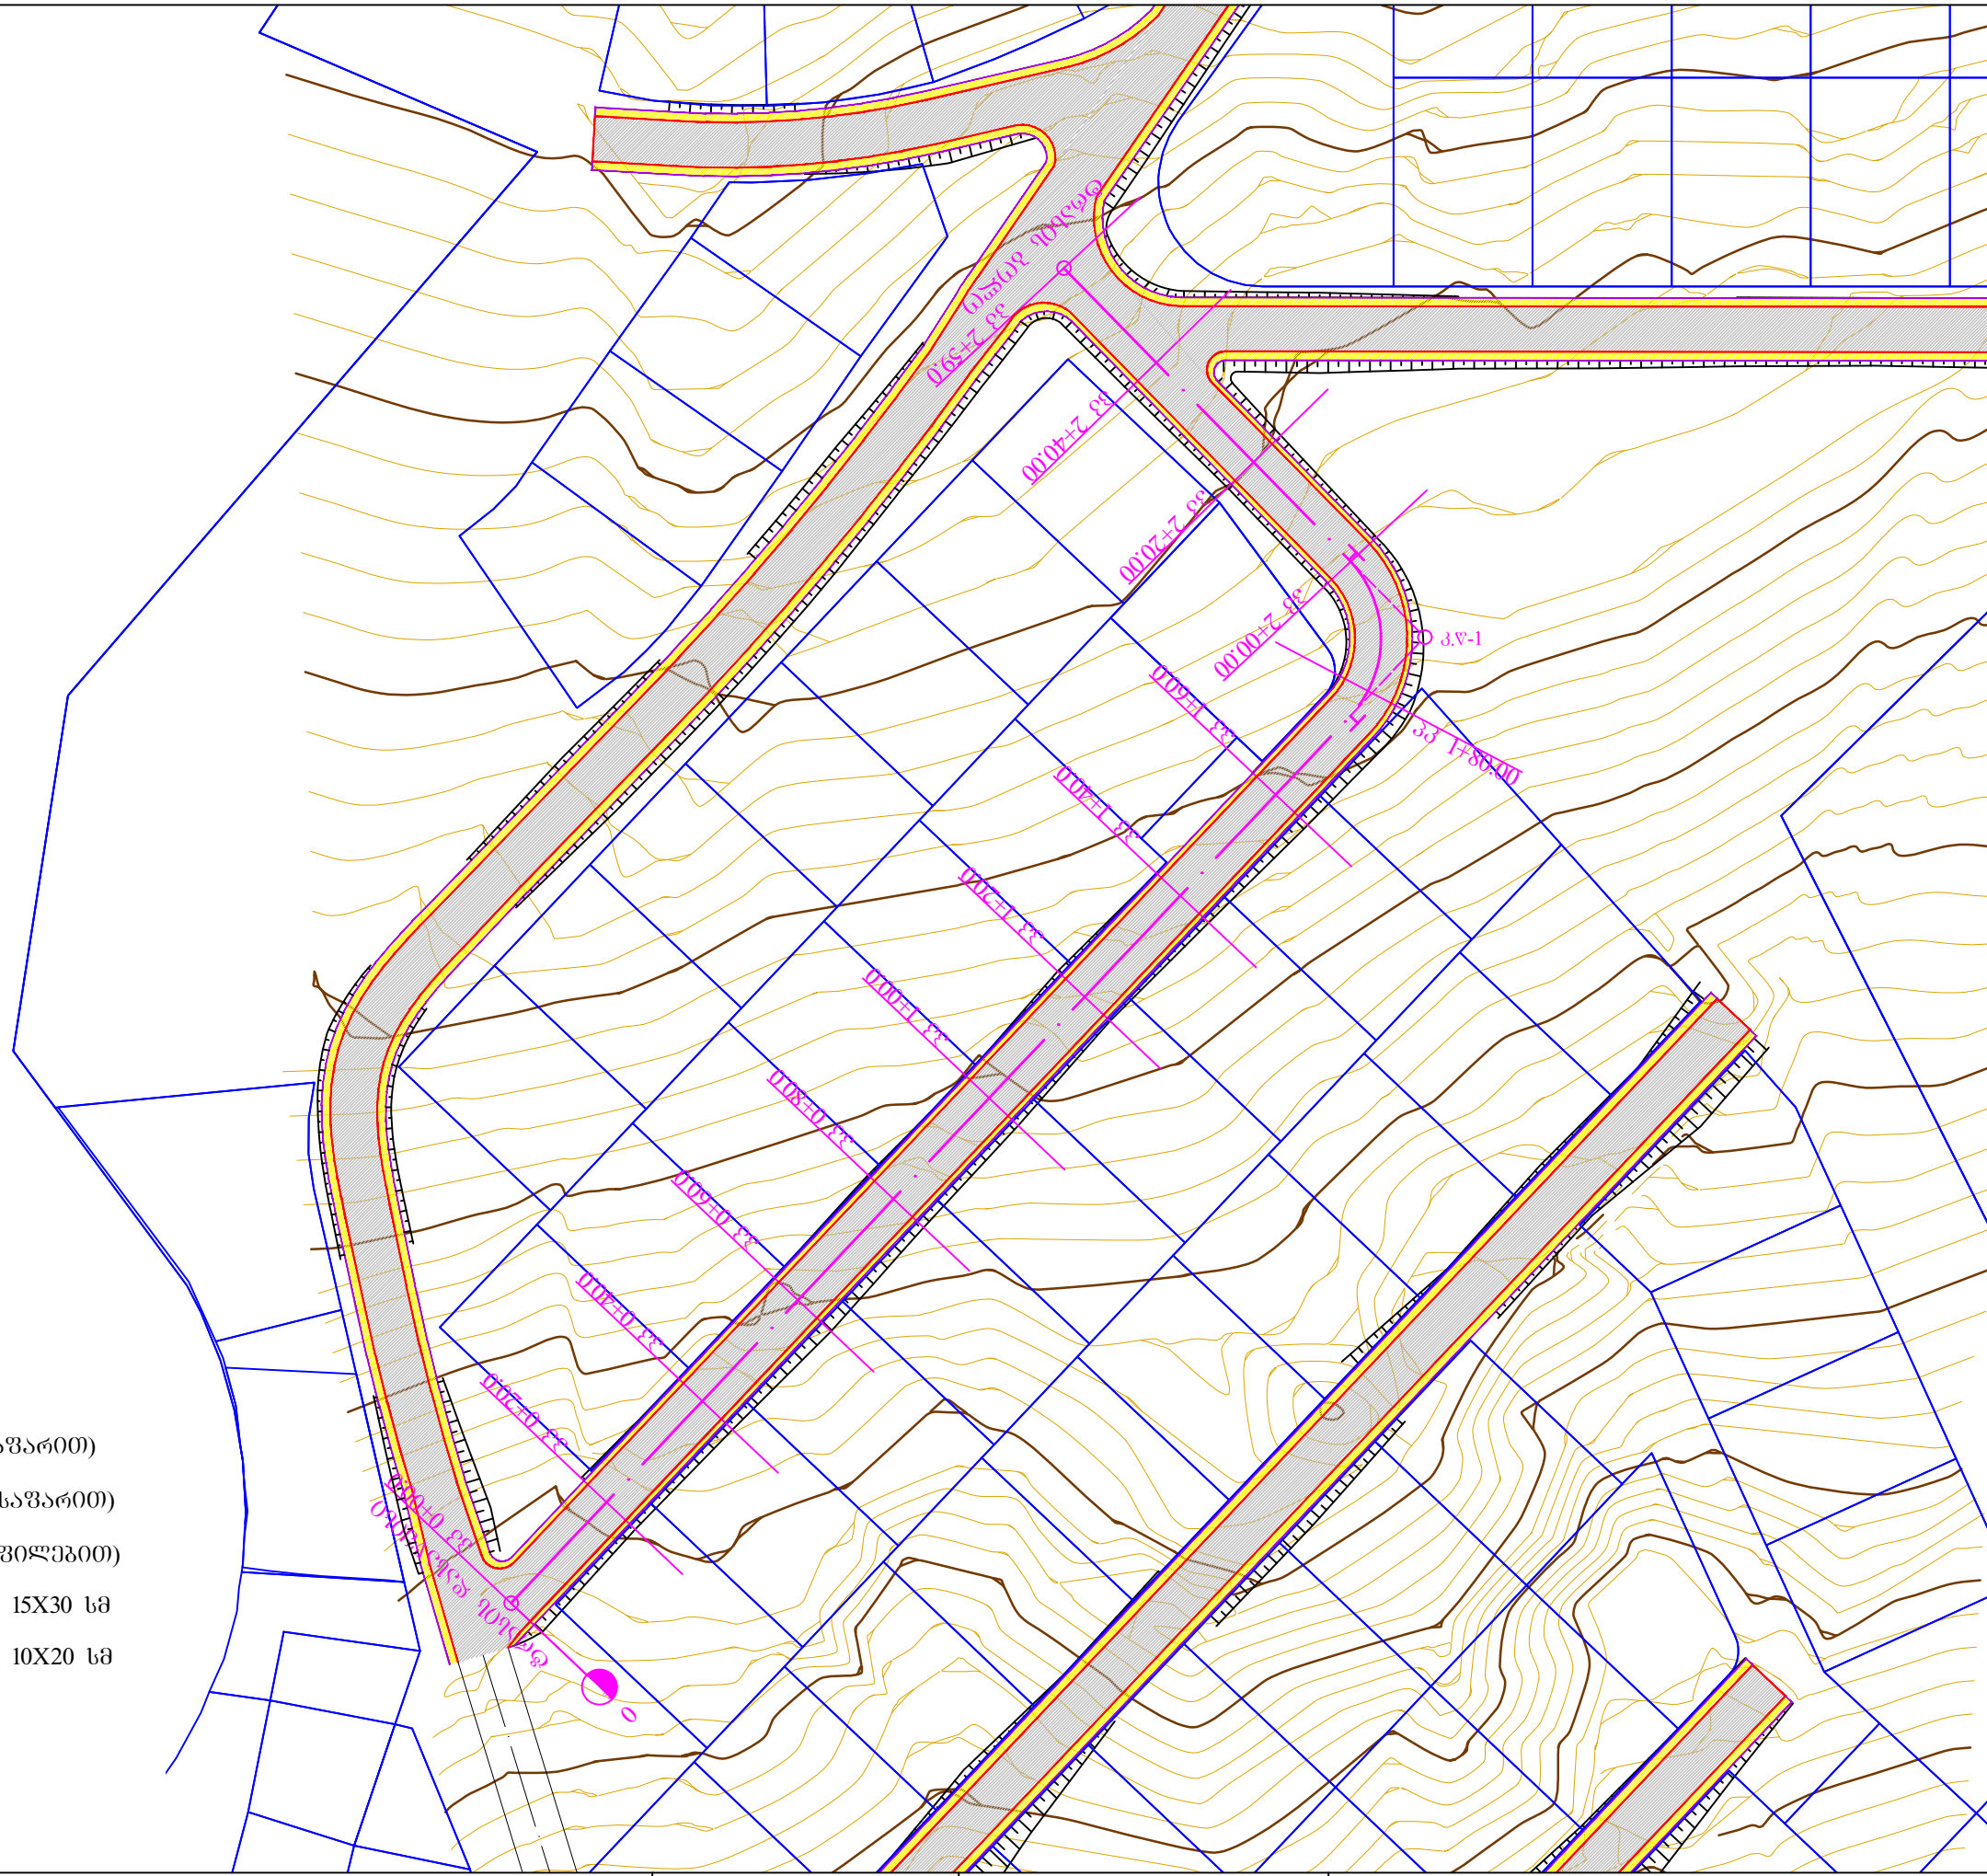 ტრასის ბოლო
პკ 2+59.0
პკ 2+40.00
პკ 2+20.00
პკ 2+00.00
კ.წ-1
პკ 1+80.00
პკ 1+60.0
პკ 1+40.0
პკ 1+20.0
პკ 1+00.0
პკ 0+80.0
პკ 0+60.0
პკ 0+40.0
პკ 0+20.0
პკ 0+00.0
ტრასის დასაწყისი
0
აფარით)
საფარით)
ფილებით)
15X30 სმ
10X20 სმ